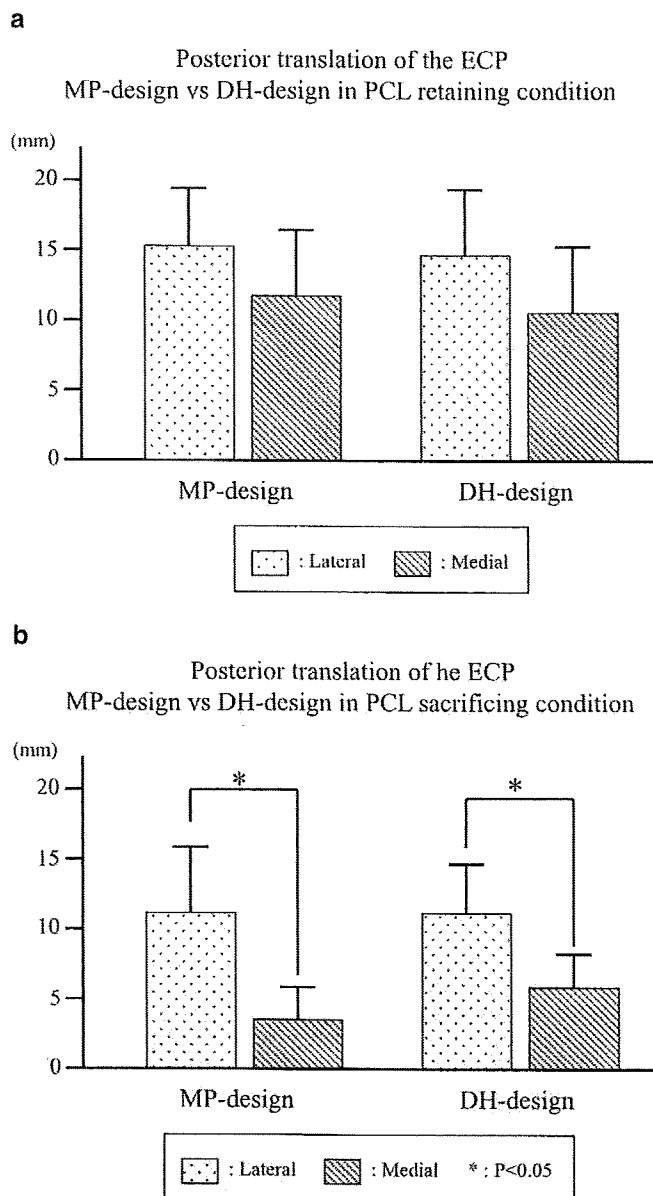 a
Posterior translation of the ECP
MP-design vs DH-design in PCL retaining condition
(mm)
20
15
10
5
0
MP-design DH-design
: Lateral : Medial
b
Posterior translation of he ECP
MP-design vs DH-design in PCL sacrificing condition
(mm)
20
15
10
5
0
* *
MP-design DH-design
: Lateral : Medial * : P<0.05